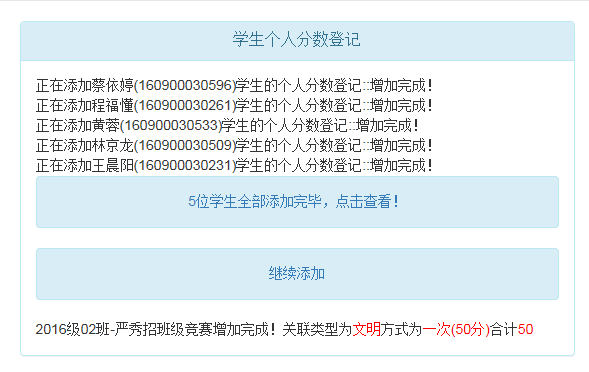 学生个人分数登记
正在添加蔡依婷(160900030596)学生的个人分数登记::增加完成！
正在添加程福懂(160900030261)学生的个人分数登记::增加完成！
正在添加黄蓉(160900030533)学生的个人分数登记::增加完成！
正在添加林京龙(160900030509)学生的个人分数登记::增加完成！
正在添加王晨阳(160900030231)学生的个人分数登记::增加完成！
5位学生全部添加完毕，点击查看！
继续添加
2016级02班-严秀招班级竞赛增加完成！关联类型为文明方式为一次(50分)合计50